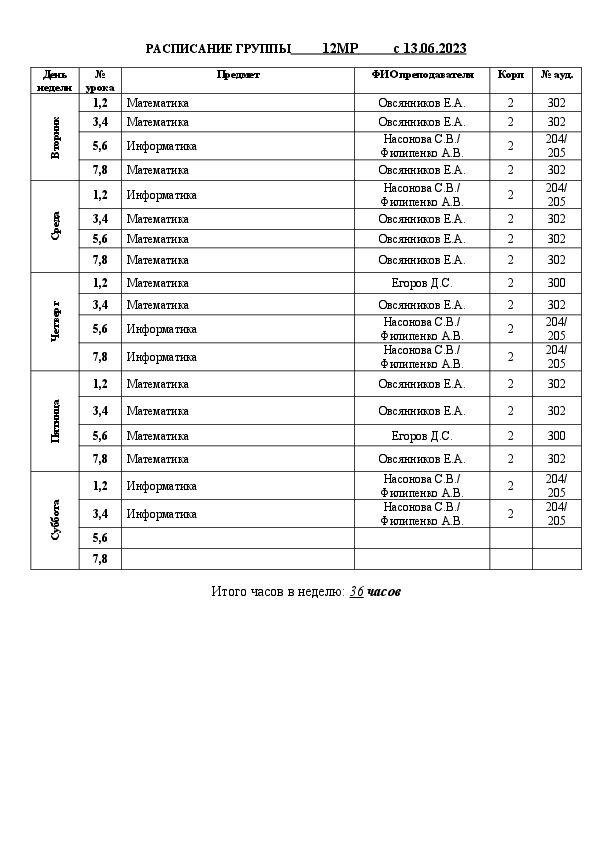 РАСПИСАНИЕ ГРУППЫ 12МР с 13.06.2023
День недели № урока Предмет ФИО преподавателя Корп № ауд.
Вторник
1,2 Математика Овсянников Е.А. 2 302
3,4 Математика Овсянников Е.А. 2 302
5,6 Информатика Насонова С.В./ Филипенко А.В. 2 204/ 205
7,8 Математика Овсянников Е.А. 2 302
Среда
1,2 Информатика Насонова С.В./ Филипенко А.В. 2 204/ 205
3,4 Математика Овсянников Е.А. 2 302
5,6 Математика Овсянников Е.А. 2 302
7,8 Математика Овсянников Е.А. 2 302
Четверг
1,2 Математика Егоров Д.С. 2 300
3,4 Математика Овсянников Е.А. 2 302
5,6 Информатика Насонова С.В./ Филипенко А.В. 2 204/ 205
7,8 Информатика Насонова С.В./ Филипенко А.В. 2 204/ 205
Пятница
1,2 Математика Овсянников Е.А. 2 302
3,4 Математика Овсянников Е.А. 2 302
5,6 Математика Егоров Д.С. 2 300
7,8 Математика Овсянников Е.А. 2 302
Суббота
1,2 Информатика Насонова С.В./ Филипенко А.В. 2 204/ 205
3,4 Информатика Насонова С.В./ Филипенко А.В. 2 204/ 205
5,6
7,8
Итого часов в неделю: 36 часов